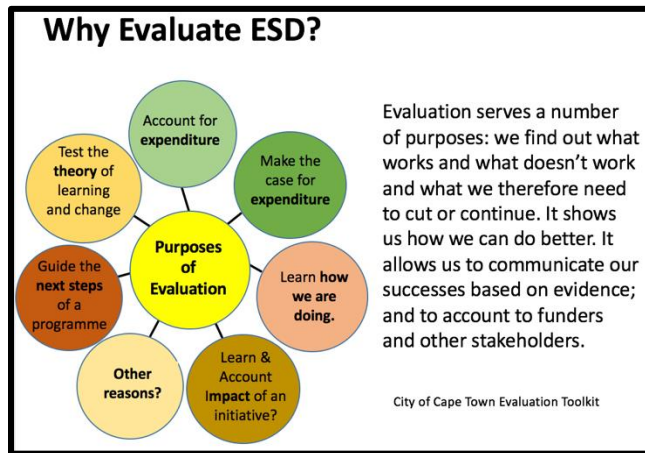 Why Evaluate ESD?
Account for
expenditure
Make the
case for
expenditure
Learn how
we are
doing.
Learn &
Account
Impact of an
initiative?
Other
reasons?
Guide the
next steps
of a
programme
Test the
theory of
learning
and change
Purposes
of
Evaluation
Evaluation serves a number
of purposes: we find out what
works and what doesn't work
and what we therefore need
to cut or continue. It shows
us how we can do better. It
allows us to communicate our
successes based on evidence;
and to account to funders
and other stakeholders.
City of Cape Town Evaluation Toolkit